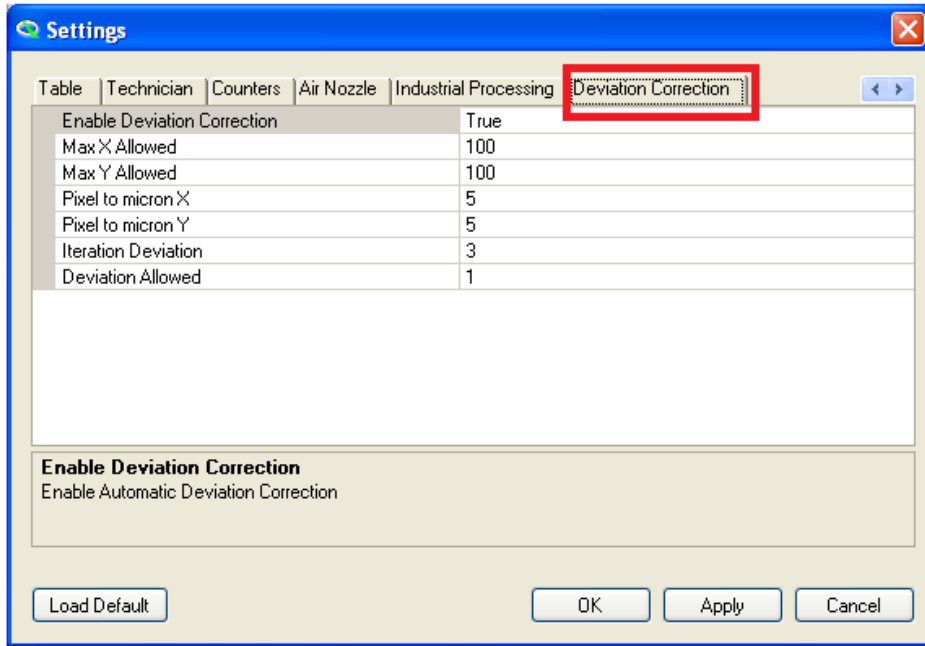 Settings
Table Technician Counters Air Nozzle Industrial Processing Deviation Correction
Enable Deviation Correction True
Max X Allowed 100
Max Y Allowed 100
Pixel to micron X 5
Pixel to micron Y 5
Iteration Deviation 3
Deviation Allowed 1
Enable Deviation Correction
Enable Automatic Deviation Correction
Load Default OK Apply Cancel